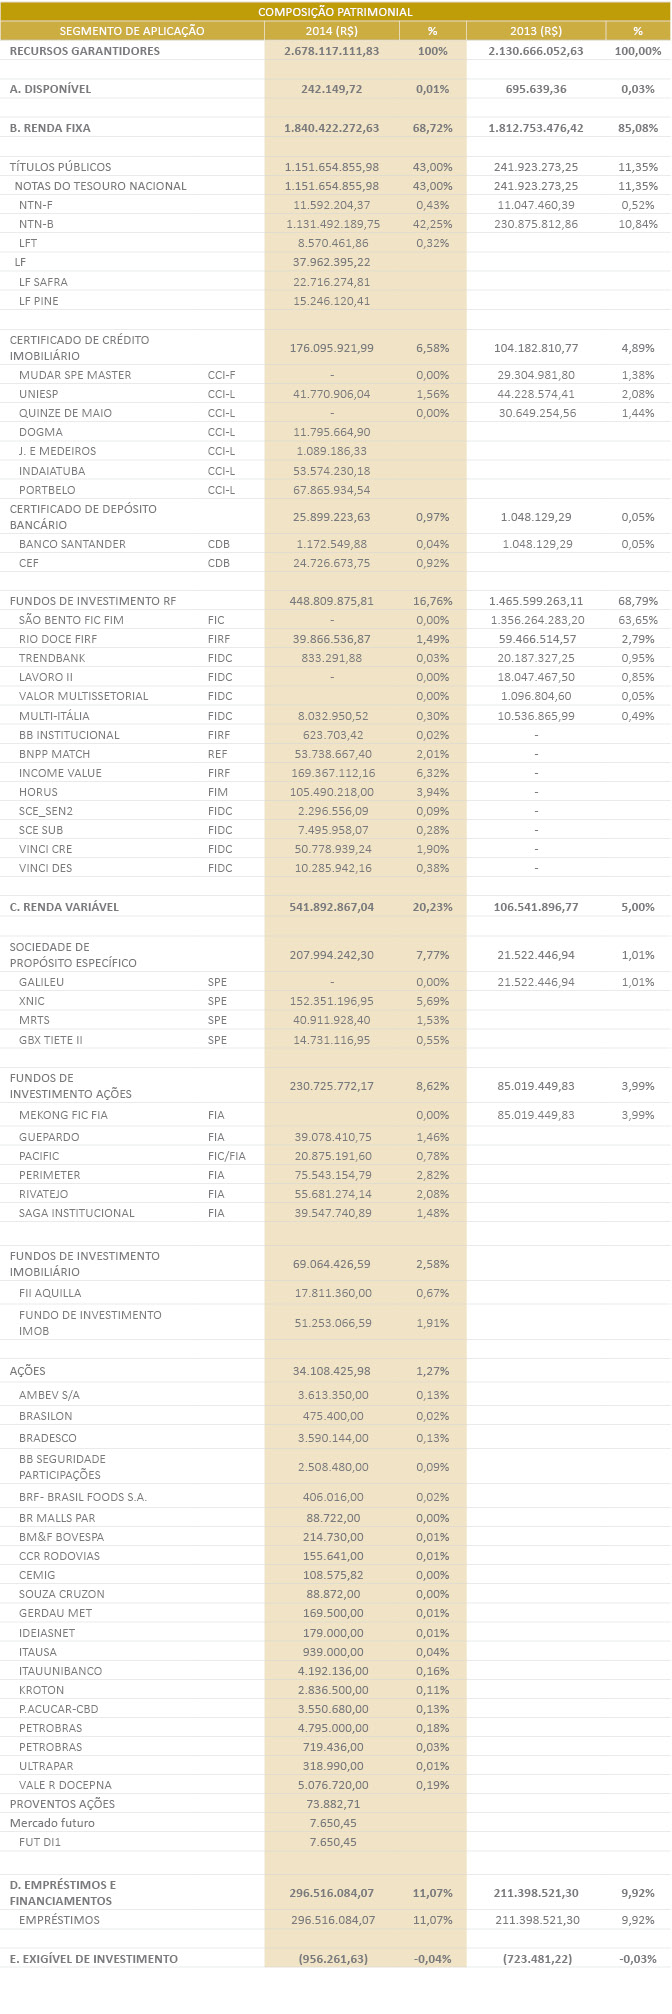 COMPOSIÇÃO PATRIMONIAL
SEGMENTO DE APLICAÇÃO 2014 (R$) % 2013 (R$) %
RECURSOS GARANTIDORES 2.678.117.111,83 100% 2.130.666.052,63 100,00%
A. DISPONÍVEL 242.149,72 0,01% 695.639,36 0,03%
B. RENDA FIXA 1.840.422.272,63 68,72% 1.812.753.476,42 85,08%
TÍTULOS PÚBLICOS 1.151.654.855,98 43,00% 241.923.273,25 11,35%
NOTAS DO TESOURO NACIONAL 1.151.654.855,98 43,00% 241.923.273,25 11,35%
NTN-F 11.592.204,37 0,43% 11.047.460,39 0,52%
NTN-B 1.131.492.189,75 42,25% 230.875.812,86 10,84%
LFT 8.570.461,86 0,32%
LF 37.962.395,22
LF SAFRA 22.716.274,81
LF PINE 15.246.120,41
CERTIFICADO DE CRÉDITO
IMOBILIÁRIO 176.095.921,99 6,58% 104.182.810,77 4,89%
MUDAR SPE MASTER CCI-F - 0,00% 29.304.981,80 1,38%
UNIESP CCI-L 41.770.906,04 1,56% 44.228.574,41 2,08%
QUINZE DE MAIO CCI-L - 0,00% 30.649.254,56 1,44%
DOGMA CCI-L 11.795.664,90
J. E MEDEIROS CCI-L 1.089.186,33
INDAIATUBA CCI-L 53.574.230,18
PORTBELO CCI-L 67.865.934,54
CERTIFICADO DE DEPÓSITO
BANCÁRIO 25.899.223,63 0,97% 1.048.129,29 0,05%
BANCO SANTANDER CDB 1.172.549,88 0,04% 1.048.129,29 0,05%
CEF CDB 24.726.673,75 0,92%
FUNDOS DE INVESTIMENTO RF 448.809.875,81 16,76% 1.465.599.263,11 68,79%
SÃO BENTO FIC FIM FIC - 0,00% 1.356.264.283,20 63,65%
RIO DOCE FIRF FIRF 39.866.536,87 1,49% 59.466.514,57 2,79%
TRENDBANK FIDC 833.291,88 0,03% 20.187.327,25 0,95%
LAVORO II FIDC - 0,00% 18.047.467,50 0,85%
VALOR MULTISSETORIAL FIDC 0,00% 1.096.804,60 0,05%
MULTI-ITÁLIA FIDC 8.032.950,52 0,30% 10.536.865,99 0,49%
BB INSTITUCIONAL FIRF 623.703,42 0,02% -
BNPP MATCH REF 53.738.667,40 2,01% -
INCOME VALUE FIRF 169.367.112,16 6,32% -
HORUS FIM 105.490.218,00 3,94% -
SCE_SEN2 FIDC 2.296.556,09 0,09% -
SCE SUB FIDC 7.495.958,07 0,28% -
VINCI CRE FIDC 50.778.939,24 1,90% -
VINCI DES FIDC 10.285.942,16 0,38% -
C. RENDA VARIÁVEL 541.892.867,04 20,23% 106.541.896,77 5,00%
SOCIEDADE DE
PROPÓSITO ESPECÍFICO 207.994.242,30 7,77% 21.522.446,94 1,01%
GALILEU SPE - 0,00% 21.522.446,94 1,01%
XNIC SPE 152.351.196,95 5,69%
MRTS SPE 40.911.928,40 1,53%
GBX TIETE II SPE 14.731.116,95 0,55%
FUNDOS DE
INVESTIMENTO AÇÕES 230.725.772,17 8,62% 85.019.449,83 3,99%
MEKONG FIC FIA FIA 0,00% 85.019.449,83 3,99%
GUEPARDO FIA 39.078.410,75 1,46%
PACIFIC FIC/FIA 20.875.191,60 0,78%
PERIMETER FIA 75.543.154,79 2,82%
RIVATEJO FIA 55.681.274,14 2,08%
SAGA INSTITUCIONAL FIA 39.547.740,89 1,48%
FUNDOS DE INVESTIMENTO
IMOBILIÁRIO 69.064.426,59 2,58%
FII AQUILLA 17.811.360,00 0,67%
FUNDO DE INVESTIMENTO
IMOB 51.253.066,59 1,91%
AÇÕES 34.108.425,98 1,27%
AMBEV S/A 3.613.350,00 0,13%
BRASILON 475.400,00 0,02%
BRADESCO 3.590.144,00 0,13%
BB SEGURIDADE
PARTICIPAÇÕES 2.508.480,00 0,09%
BRF- BRASIL FOODS S.A. 406.016,00 0,02%
BR MALLS PAR 88.722,00 0,00%
BM&F BOVESPA 214.730,00 0,01%
CCR RODOVIAS 155.641,00 0,01%
CEMIG 108.575,82 0,00%
SOUZA CRUZON 88.872,00 0,00%
GERDAU MET 169.500,00 0,01%
IDEIASNET 179.000,00 0,01%
ITAUSA 939.000,00 0,04%
ITAUUNIBANCO 4.192.136,00 0,16%
KROTON 2.836.500,00 0,11%
P.ACUCAR-CBD 3.550.680,00 0,13%
PETROBRAS 4.795.000,00 0,18%
PETROBRAS 719.436,00 0,03%
ULTRAPAR 318.990,00 0,01%
VALE R DOCEPNA 5.076.720,00 0,19%
PROVENTOS AÇÕES 73.882,71
Mercado futuro 7.650,45
FUT DI1 7.650,45
D. EMPRÉSTIMOS E
FINANCIAMENTOS 296.516.084,07 11,07% 211.398.521,30 9,92%
EMPRÉSTIMOS 296.516.084,07 11,07% 211.398.521,30 9,92%
E. EXIGÍVEL DE INVESTIMENTO (956.261,63) -0,04% (723.481,22) -0,03%